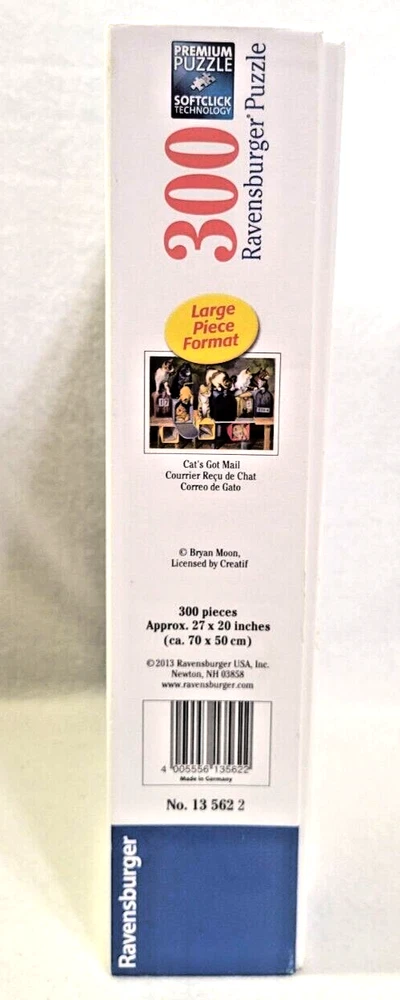 PREMIUM
PUZZLE
SOFTCLICK
TECHNOLOGY
300
Ravensburger® Puzzle
Large
Piece
Format
Cat's Got Mail
Courrier Reçu de Chat
Correo de Gato
© Bryan Moon,
Licensed by Creatif
300 pieces
Approx. 27 x 20 inches
(ca. 70 x 50 cm)
©2013 Ravensburger USA, Inc.
Newton, NH 03858
www.ravensburger.com
4 005556 135622
Made in Germany
No. 13 562 2
Ravensburger